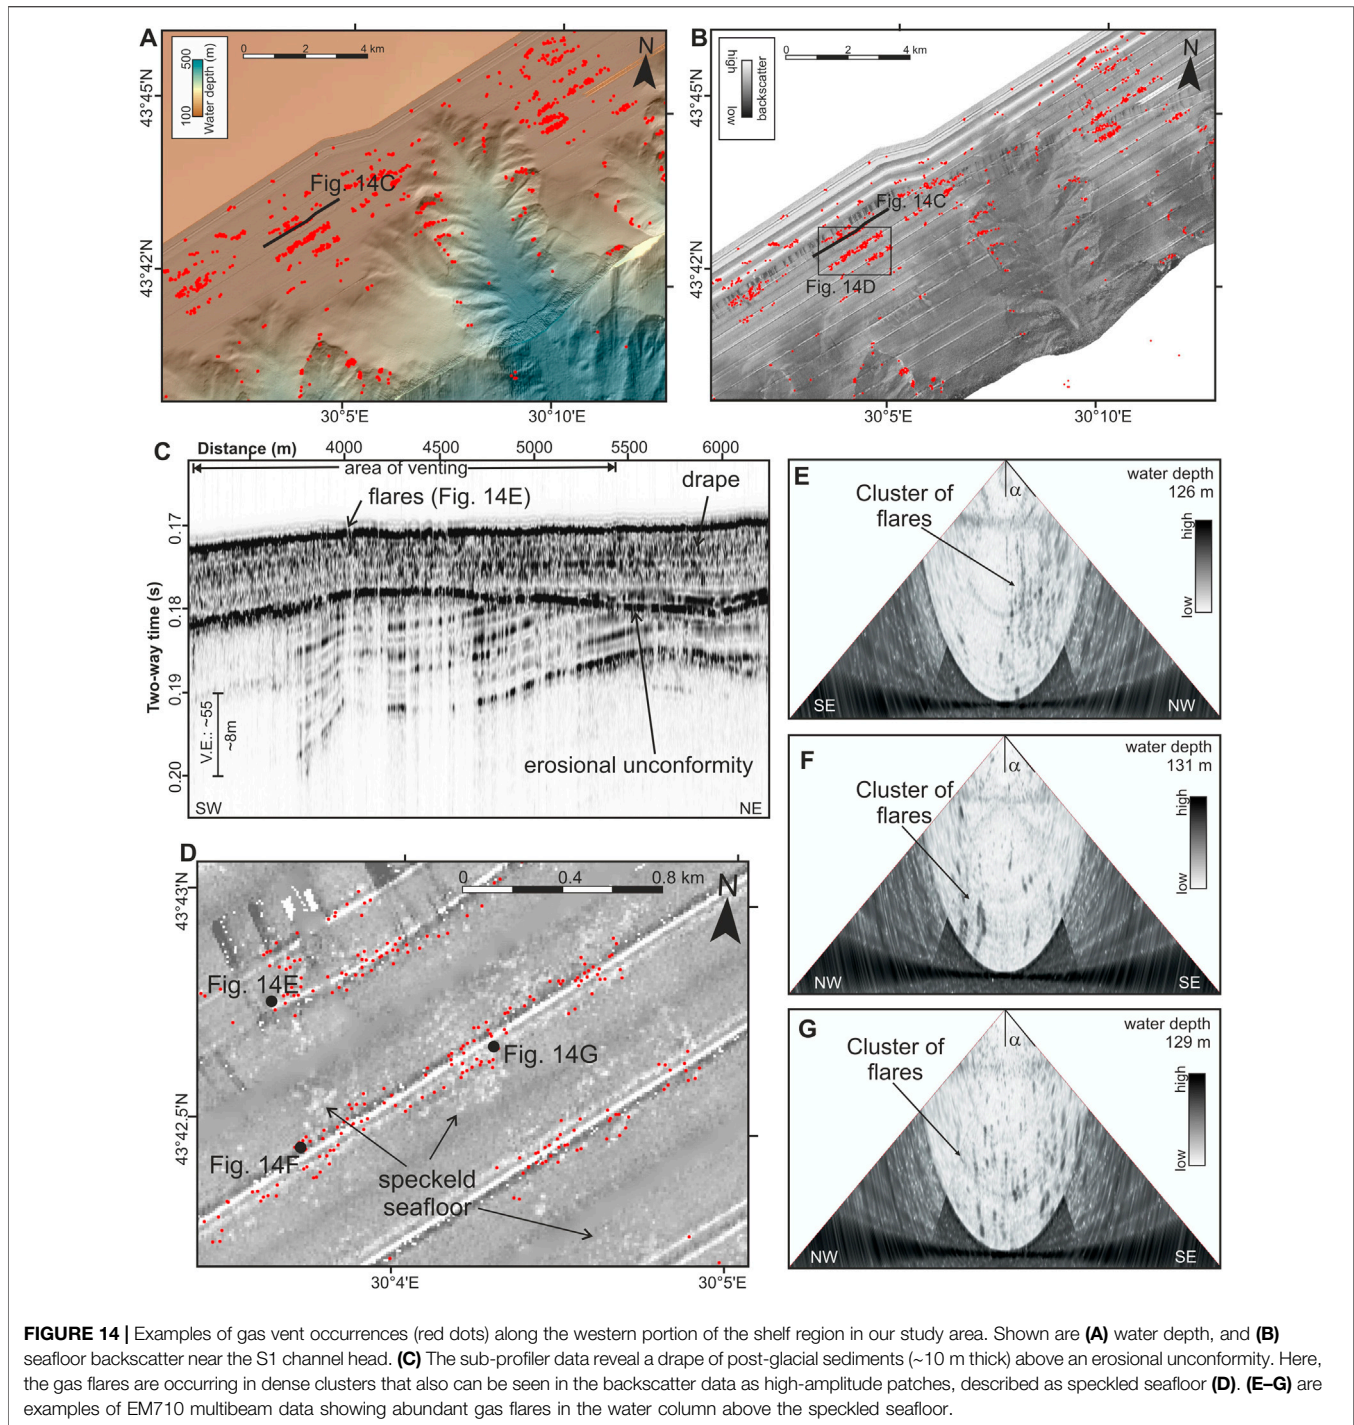 A
500
100
Water depth (m)
0 2 4 km
N
43°45'N
43°42'N
Fig. 14C
30°5'E 30°10'E
B
high
low
backscatter
0 2 4 km
N
43°45'N
43°42'N
Fig. 14C
Fig. 14D
30°5'E 30°10'E
C
Distance (m) 4000 4500 5000 5500 6000
area of venting
flares (Fig. 14E)
drape
0.17
0.18
0.19
0.20
Two-way time (s)
V.E.: ~55
~8m
erosional unconformity
SW NE
D
0 0.4 0.8 km
N
43°43'N
43°42.5'N
Fig. 14E
Fig. 14G
Fig. 14F
speckeld
seafloor
30°4'E 30°5'E
E
water depth
126 m
α
Cluster of
flares
high
low
SE NW
F
water depth
131 m
α
Cluster of
flares
high
low
NW SE
G
water depth
129 m
α
Cluster of
flares
high
low
NW SE
FIGURE 14 | Examples of gas vent occurrences (red dots) along the western portion of the shelf region in our study area. Shown are (A) water depth, and (B)
seafloor backscatter near the S1 channel head. (C) The sub-profiler data reveal a drape of post-glacial sediments (~10 m thick) above an erosional unconformity. Here,
the gas flares are occurring in dense clusters that also can be seen in the backscatter data as high-amplitude patches, described as speckled seafloor (D). (E–G) are
examples of EM710 multibeam data showing abundant gas flares in the water column above the speckled seafloor.